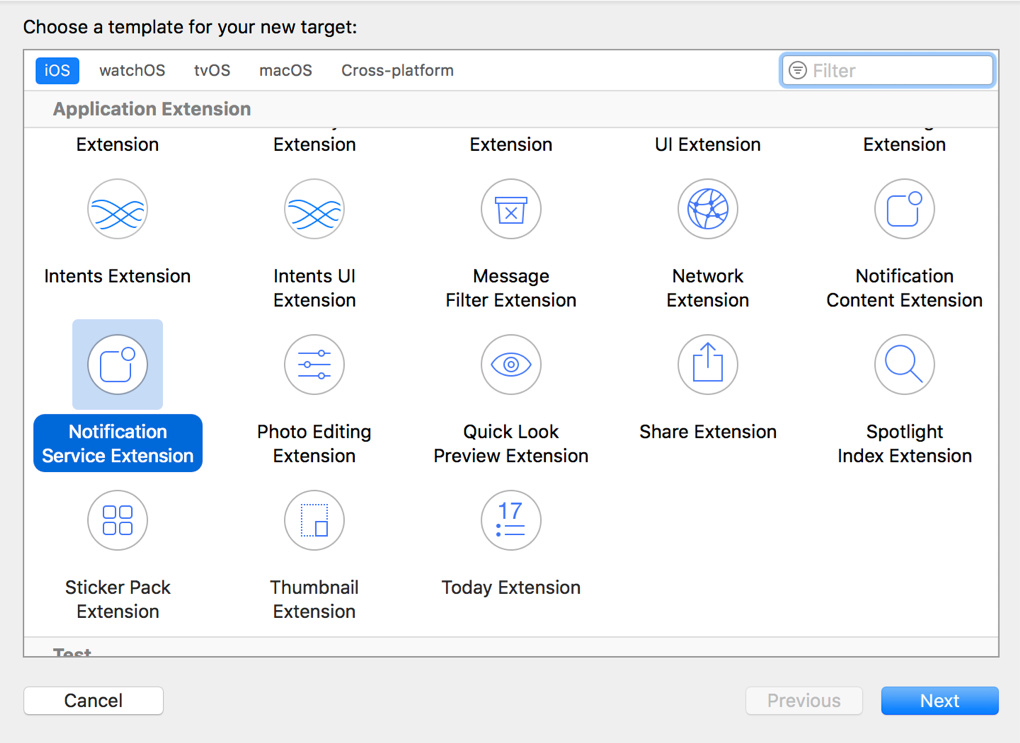 Choose a template for your new target:
iOS watchOS tvOS macOS Cross-platform Filter
Application Extension
Extension Extension Extension UI Extension Extension
Intents Extension Intents UI Message Network Notification
Extension Filter Extension Extension Content Extension
Notification Photo Editing Quick Look Share Extension Spotlight
Service Extension Extension Preview Extension Index Extension
17
Sticker Pack Thumbnail Today Extension
Extension Extension
Test
Cancel Previous Next